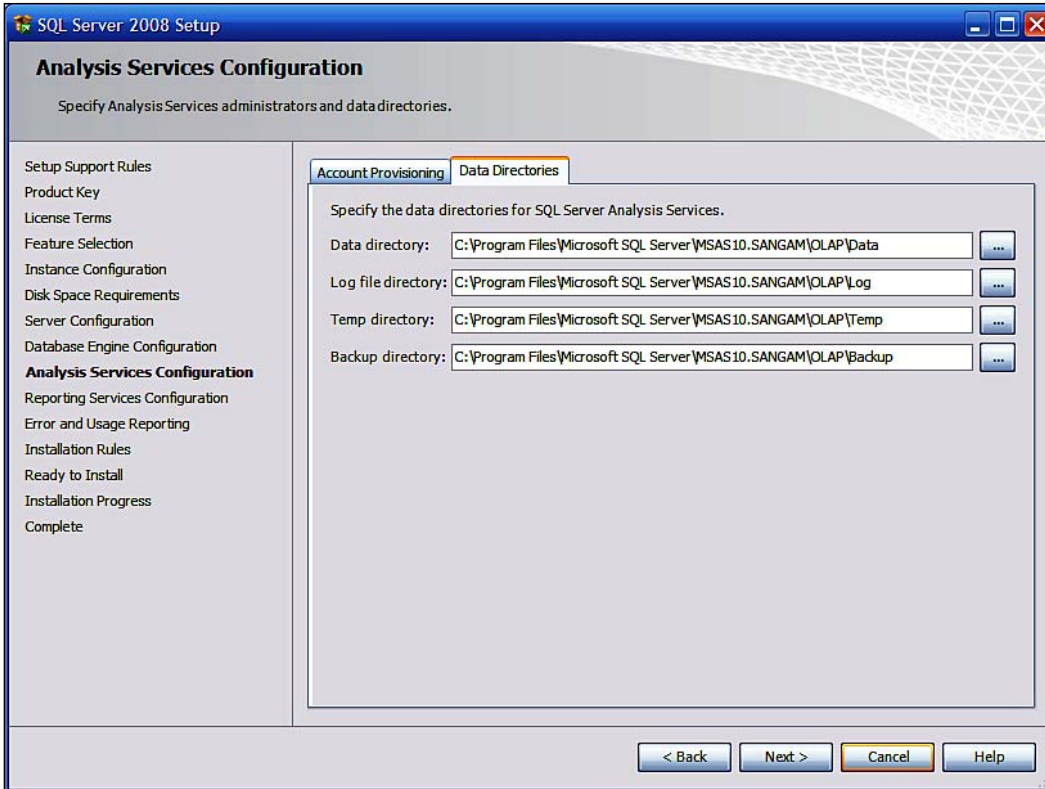 SQL Server 2008 Setup
Analysis Services Configuration
Specify Analysis Services administrators and data directories.
Setup Support Rules
Product Key
License Terms
Feature Selection
Instance Configuration
Disk Space Requirements
Server Configuration
Database Engine Configuration
Analysis Services Configuration
Reporting Services Configuration
Error and Usage Reporting
Installation Rules
Ready to Install
Installation Progress
Complete
Account Provisioning Data Directories
Specify the data directories for SQL Server Analysis Services.
Data directory: C:\Program Files\Microsoft SQL Server\MSAS10.SANGAM\OLAP\Data ...
Log file directory: C:\Program Files\Microsoft SQL Server\MSAS10.SANGAM\OLAP\Log ...
Temp directory: C:\Program Files\Microsoft SQL Server\MSAS10.SANGAM\OLAP\Temp ...
Backup directory: C:\Program Files\Microsoft SQL Server\MSAS10.SANGAM\OLAP\Backup ...
< Back Next > Cancel Help